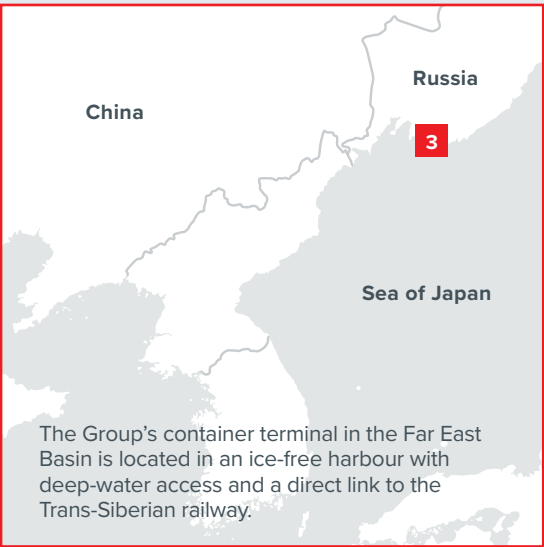 Russia
China
3
Sea of Japan
The Group’s container terminal in the Far East
Basin is located in an ice-free harbour with
deep-water access and a direct link to the
Trans-Siberian railway.